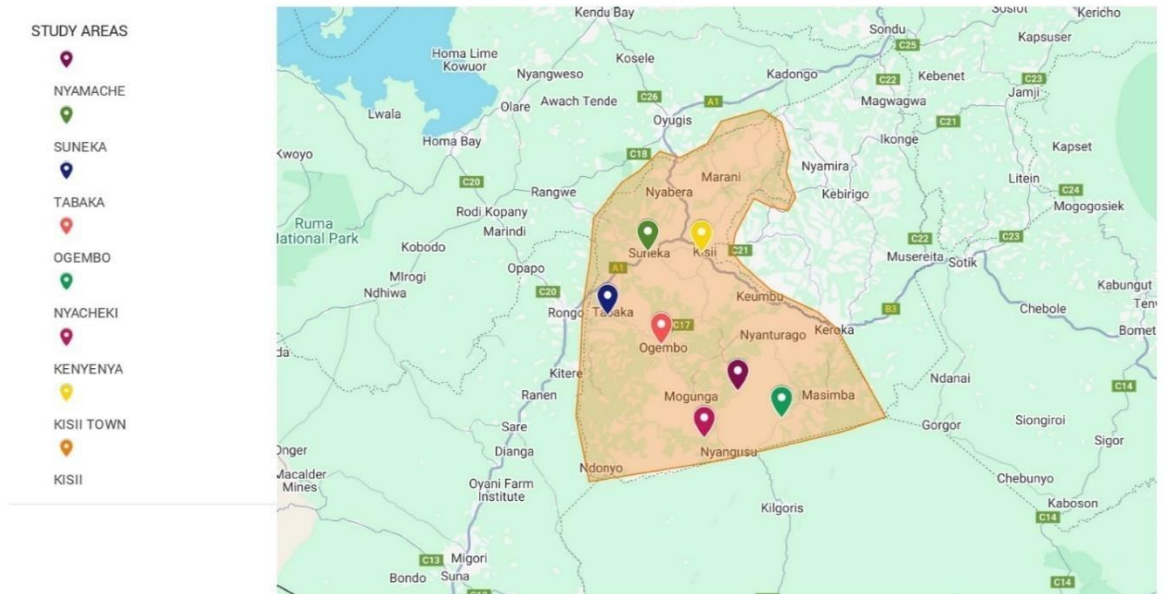 STUDY AREAS
NYAMACHE
SUNEKA
TABAKA
OGEMBO
NYACHEKI
KENYENYA
KISII TOWN
KISII
Kendu Bay
Sosiot
Kericho
Sondu
C25
Kapsuser
Homa Lime
Kowuor
Kosele
Nyangweso
Kadongo
C22
Kebenet
C23
Jamji
Olare
Awach Tende
C26
A1
Magwagwa
Lwala
Oyugis
C21
Ikonge
Homa Bay
Kapset
Kwoyo
C18
Marani
Nyamira
Litein
C20
Rangwe
Nyabera
Kebirigo
C24
Mogogosiek
Rodi Kopany
Ruma
National Park
Marindi
Kobodo
Suneka
Kisii
C21
C22
C23
Musereita
Sotik
Opapo
A1
Mirogi
Ndhiwa
C20
Keumbu
Kabungut
Rongo
Tabaka
C17
B3
Chebole
Ogembo
Nyanturago
Keroka
Bomet
Kitere
Ndanai
C14
Ranen
Mogunga
Masimba
Sare
Gorgor
Siongiroi
Dianga
Nyangusu
Sigor
Ndonyo
Macalder
Mines
Oyani Farm
Institute
Chebunyo
Kaboson
Kilgoris
C14
C13
Migori
Bondo
Suna
C14